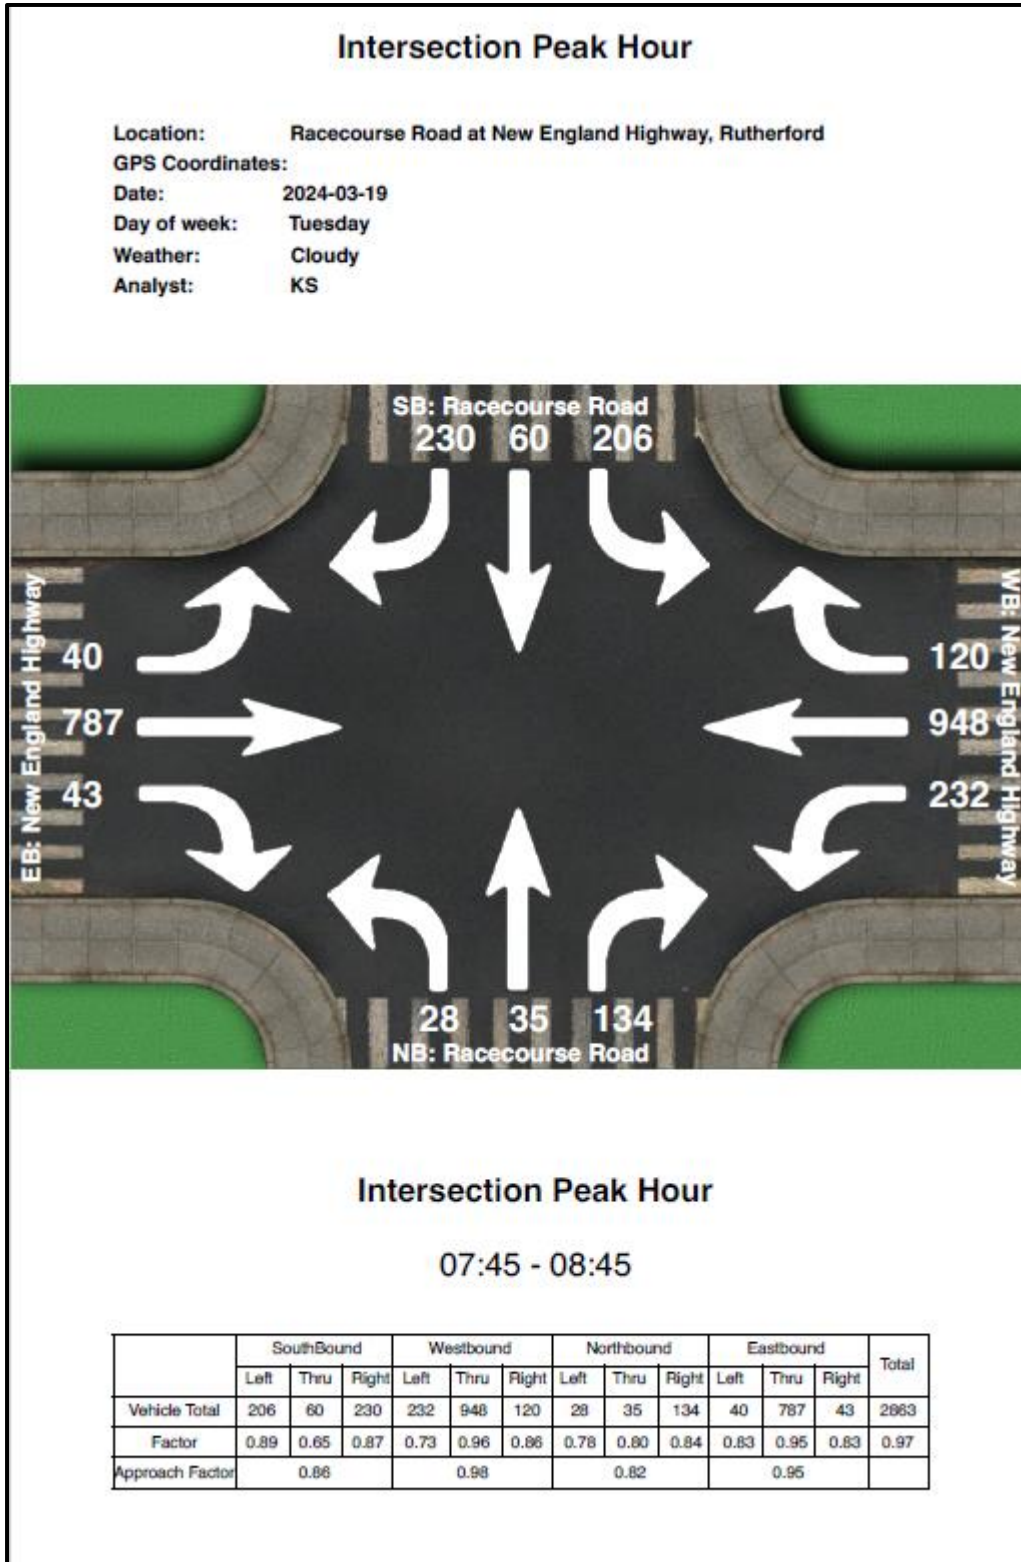 Intersection Peak Hour
Location: Racecourse Road at New England Highway, Rutherford
GPS Coordinates:
Date: 2024-03-19
Day of week: Tuesday
Weather: Cloudy
Analyst: KS
SB: Racecourse Road
230 60 206
EB: New England Highway
40
787
43
120
948
232
WB: New England Highway
28 35 134
NB: Racecourse Road
Intersection Peak Hour
07:45 - 08:45
SouthBound Westbound Northbound Eastbound Total
Left Thru Right Left Thru Right Left Thru Right Left Thru Right
Vehicle Total 206 60 230 232 948 120 28 35 134 40 787 43 2863
Factor 0.89 0.65 0.87 0.73 0.96 0.86 0.78 0.80 0.84 0.83 0.95 0.83 0.97
Approach Factor 0.86 0.98 0.82 0.95